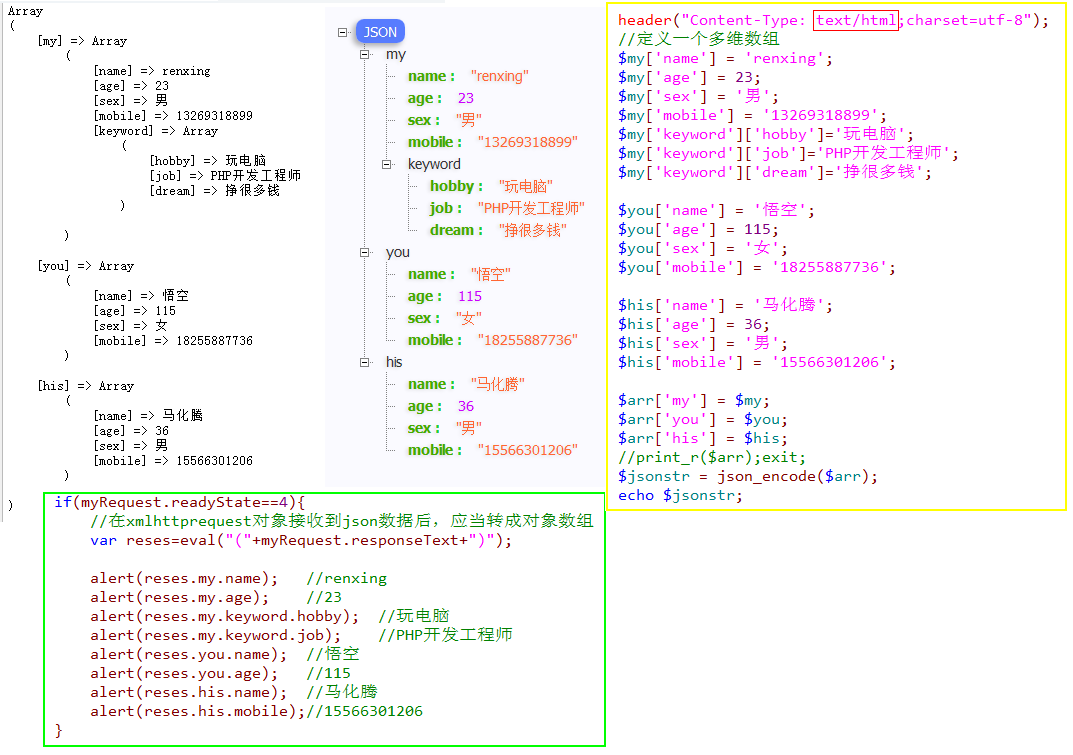 Array
(
[my] => Array
(
[name] => renxing
[age] => 23
[sex] => 男
[mobile] => 13269318899
[keyword] => Array
(
[hobby] => 玩电脑
[job] => PHP开发工程师
[dream] => 挣很多钱
)
)
[you] => Array
(
[name] => 悟空
[age] => 115
[sex] => 女
[mobile] => 18255887736
)
[his] => Array
(
[name] => 马化腾
[age] => 36
[sex] => 男
[mobile] => 15566301206
)
)
JSON
my
name : "renxing"
age : 23
sex : "男"
mobile : "13269318899"
keyword
hobby : "玩电脑"
job : "PHP开发工程师"
dream : "挣很多钱"
you
name : "悟空"
age : 115
sex : "女"
mobile : "18255887736"
his
name : "马化腾"
age : 36
sex : "男"
mobile : "15566301206"
header("Content-Type: text/html;charset=utf-8");
//定义一个多维数组
$my['name'] = 'renxing';
$my['age'] = 23;
$my['sex'] = '男';
$my['mobile'] = '13269318899';
$my['keyword']['hobby']='玩电脑';
$my['keyword']['job']='PHP开发工程师';
$my['keyword']['dream']='挣很多钱';
$you['name'] = '悟空';
$you['age'] = 115;
$you['sex'] = '女';
$you['mobile'] = '18255887736';
$his['name'] = '马化腾';
$his['age'] = 36;
$his['sex'] = '男';
$his['mobile'] = '15566301206';
$arr['my'] = $my;
$arr['you'] = $you;
$arr['his'] = $his;
//print_r($arr);exit;
$jsonstr = json_encode($arr);
echo $jsonstr;
if(myRequest.readyState==4){
//在xmlhttprequest对象接收到json数据后，应当转成对象数组
var reses=eval("("+myRequest.responseText+")");
alert(reses.my.name); //renxing
alert(reses.my.age); //23
alert(reses.my.keyword.hobby); //玩电脑
alert(reses.my.keyword.job); //PHP开发工程师
alert(reses.you.name); //悟空
alert(reses.you.age); //115
alert(reses.his.name); //马化腾
alert(reses.his.mobile);//15566301206
}